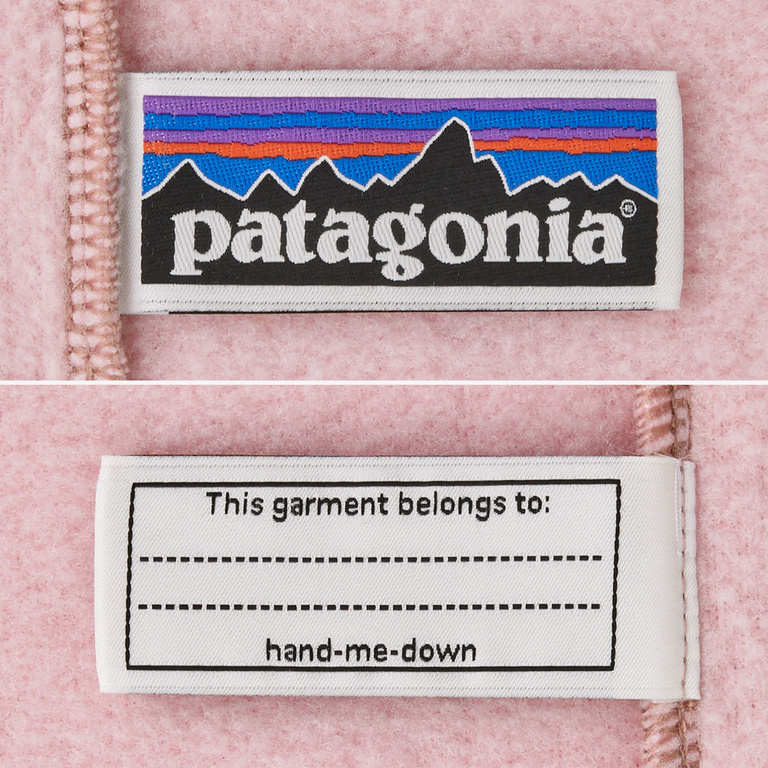 patagonia®
This garment belongs to:
hand-me-down